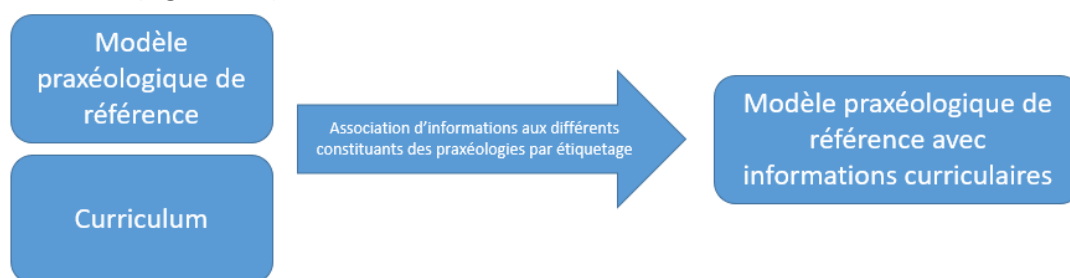 Modèle
praxéologique de
référence
Curriculum
Association d'informations aux différents
constituants des praxéologies par étiquetage
Modèle praxéologique de
référence avec
informations curriculaires